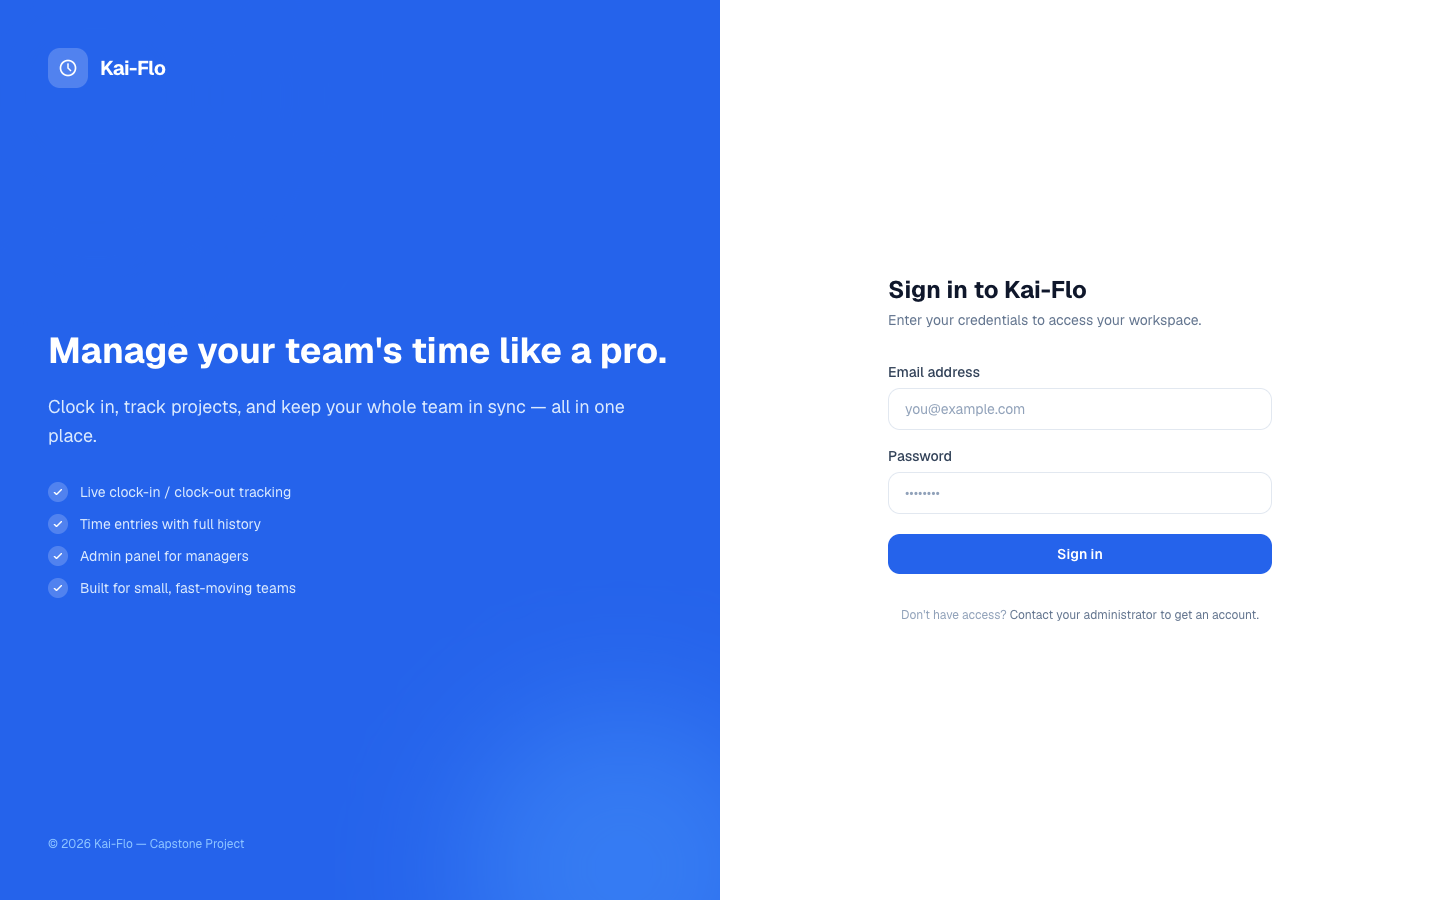 Kai-Flo
Manage your team's time like a pro.
Clock in, track projects, and keep your whole team in sync — all in one
place.
Live clock-in / clock-out tracking
Time entries with full history
Admin panel for managers
Built for small, fast-moving teams
© 2026 Kai-Flo — Capstone Project
Sign in to Kai-Flo
Enter your credentials to access your workspace.
Email address
you@example.com
Password
••••••••
Sign in
Don't have access? Contact your administrator to get an account.